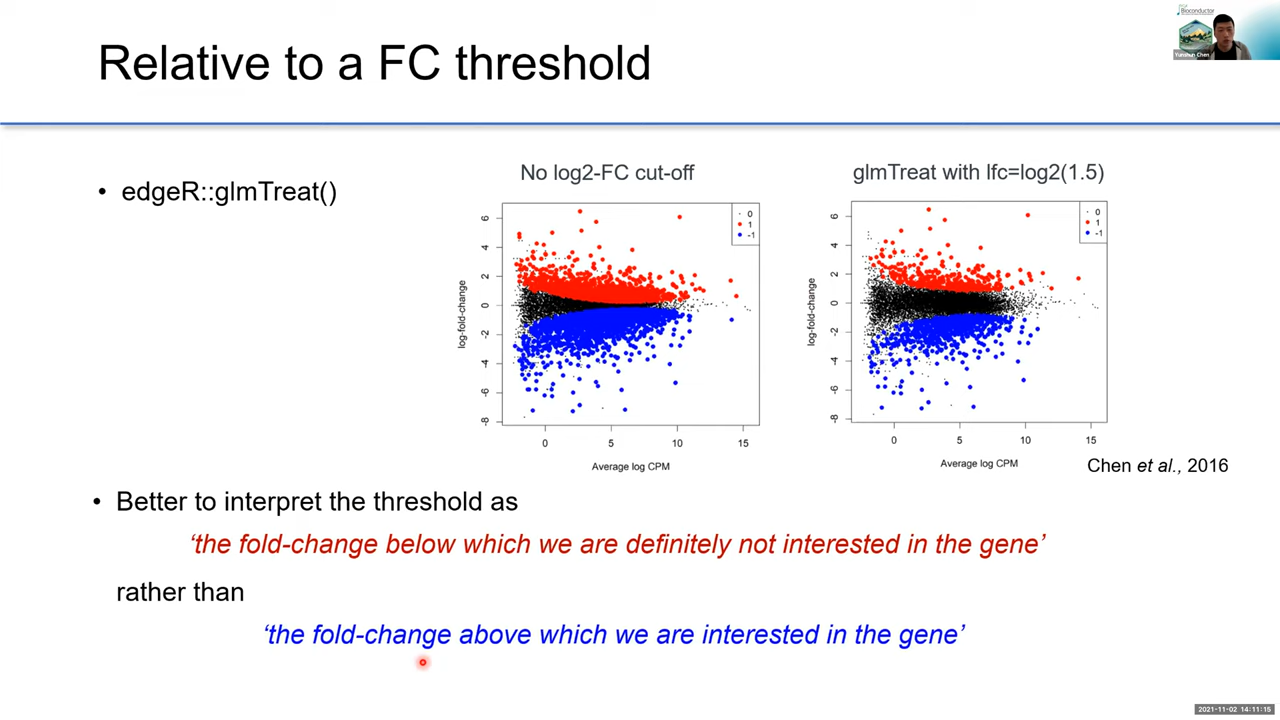 Bioconductor
Yunshun Chen
Relative to a FC threshold
• edgeR::glmTreat()
No log2-FC cut-off
glmTreat with lfc=log2(1.5)
log-fold-change
6
4
2
0
-2
-4
-6
-8
0
1
-1
0 5 10 15
Average log CPM
log-fold-change
6
4
2
0
-2
-4
-6
-8
0
1
-1
0 5 10 15
Average log CPM
Chen et al., 2016
• Better to interpret the threshold as
‘the fold-change below which we are definitely not interested in the gene’
rather than
‘the fold-change above which we are interested in the gene’
2021-11-02 14:11:15